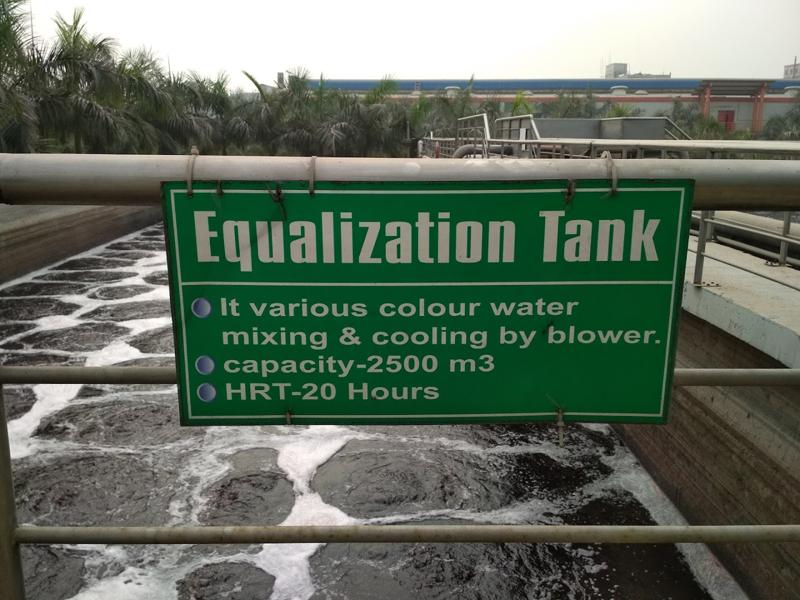 Equalization Tank
It various colour water
mixing & cooling by blower.
capacity-2500 m3
HRT-20 Hours